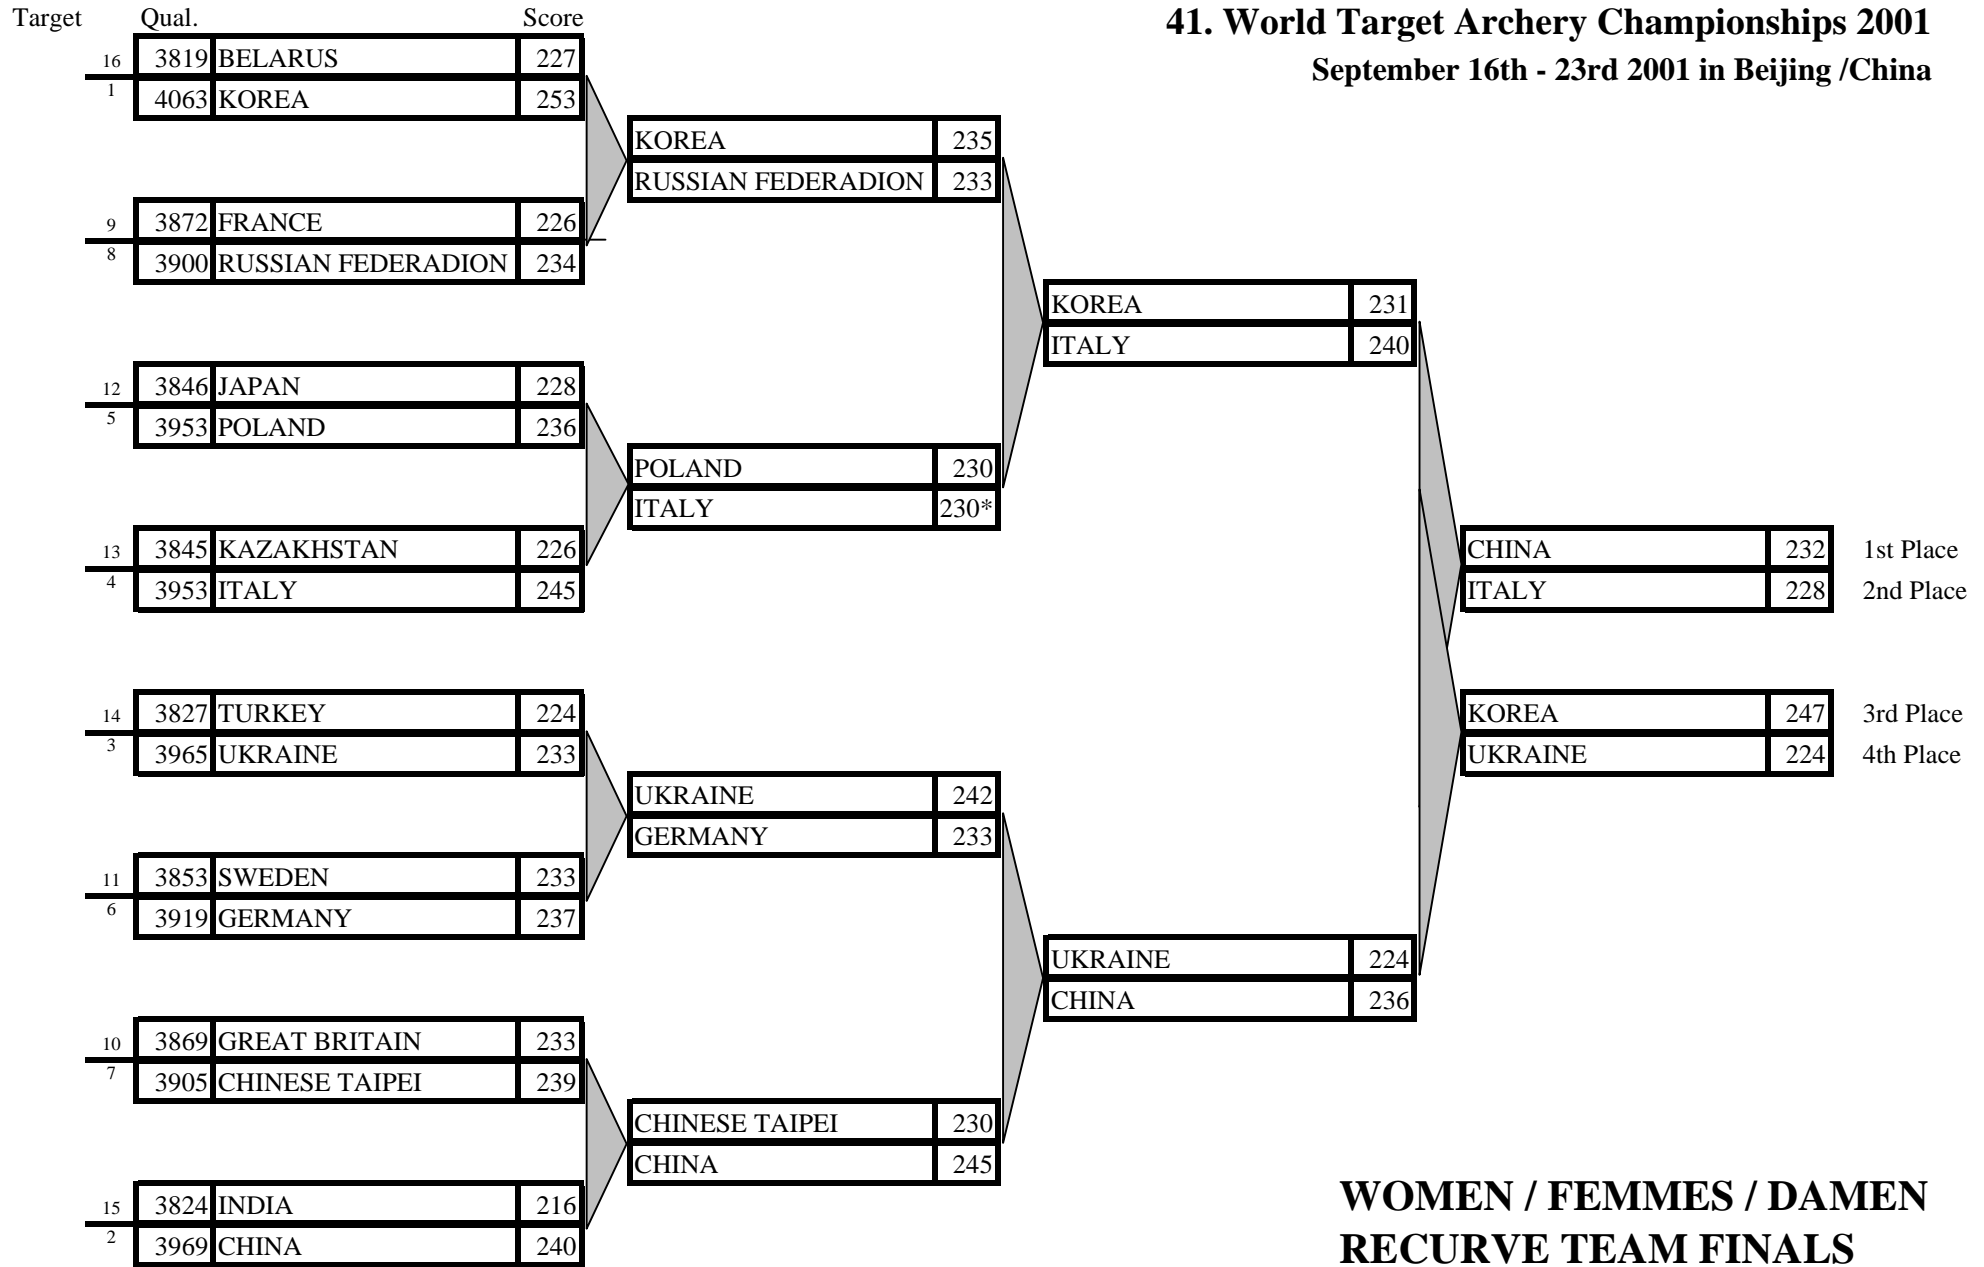 Target Qual. Score
41. World Target Archery Championships 2001
September 16th - 23rd 2001 in Beijing /China
16 3819 BELARUS 227
1 4063 KOREA 253
KOREA 235
RUSSIAN FEDERADION 233
9 3872 FRANCE 226
8 3900 RUSSIAN FEDERADION 234
KOREA 231
ITALY 240
12 3846 JAPAN 228
5 3953 POLAND 236
POLAND 230
ITALY 230*
13 3845 KAZAKHSTAN 226
4 3953 ITALY 245
CHINA 232 1st Place
ITALY 228 2nd Place
14 3827 TURKEY 224
3 3965 UKRAINE 233
KOREA 247 3rd Place
UKRAINE 224 4th Place
UKRAINE 242
GERMANY 233
11 3853 SWEDEN 233
6 3919 GERMANY 237
UKRAINE 224
CHINA 236
10 3869 GREAT BRITAIN 233
7 3905 CHINESE TAIPEI 239
CHINESE TAIPEI 230
CHINA 245
15 3824 INDIA 216
2 3969 CHINA 240
WOMEN / FEMMES / DAMEN
RECURVE TEAM FINALS